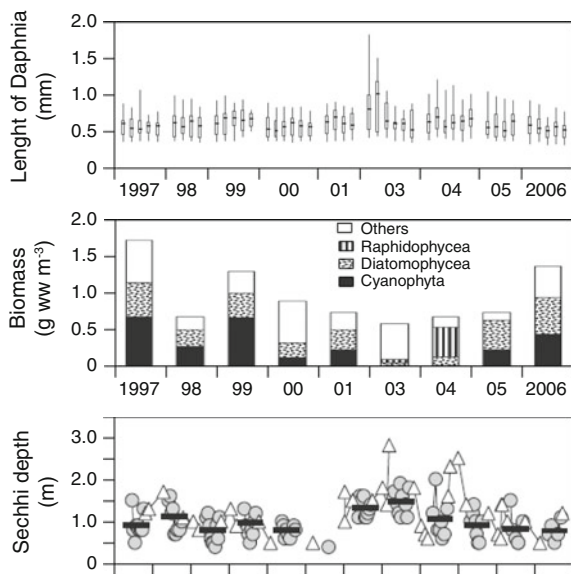 Lenght of Daphnia
(mm)
2.0
1.5
1.0
0.5
0
1997 98 99 00 01 03 04 05 2006
Biomass
(g ww m-3)
2.0
1.5
1.0
0.5
0
Others
Raphidophycea
Diatomophycea
Cyanophyta
1997 98 99 00 01 03 04 05 2006
Sechhi depth
(m)
3.0
2.0
1.0
0